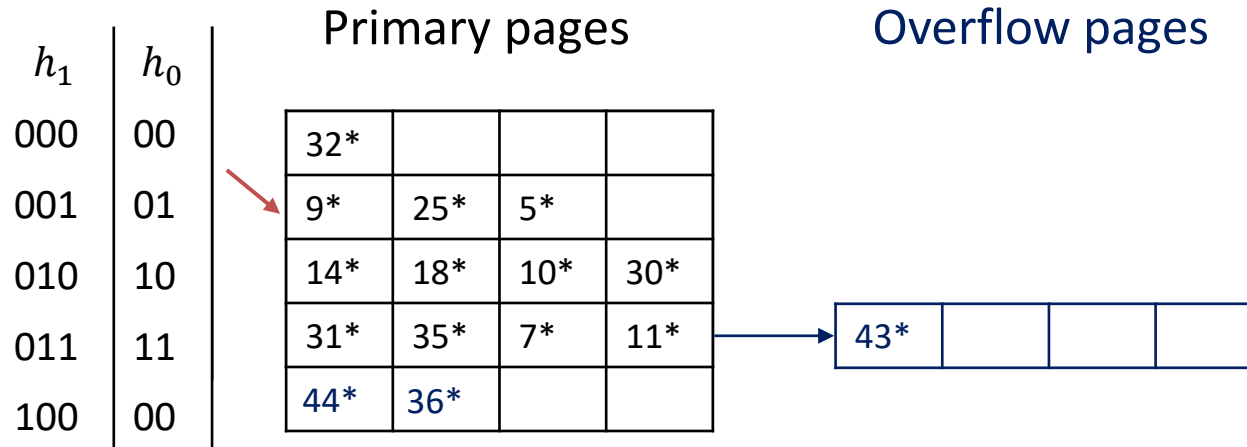 Primary pages Overflow pages
h₁ h₀
000 00 32*
001 01 9* 25* 5*
010 10 14* 18* 10* 30*
011 11 31* 35* 7* 11* 43*
100 00 44* 36*